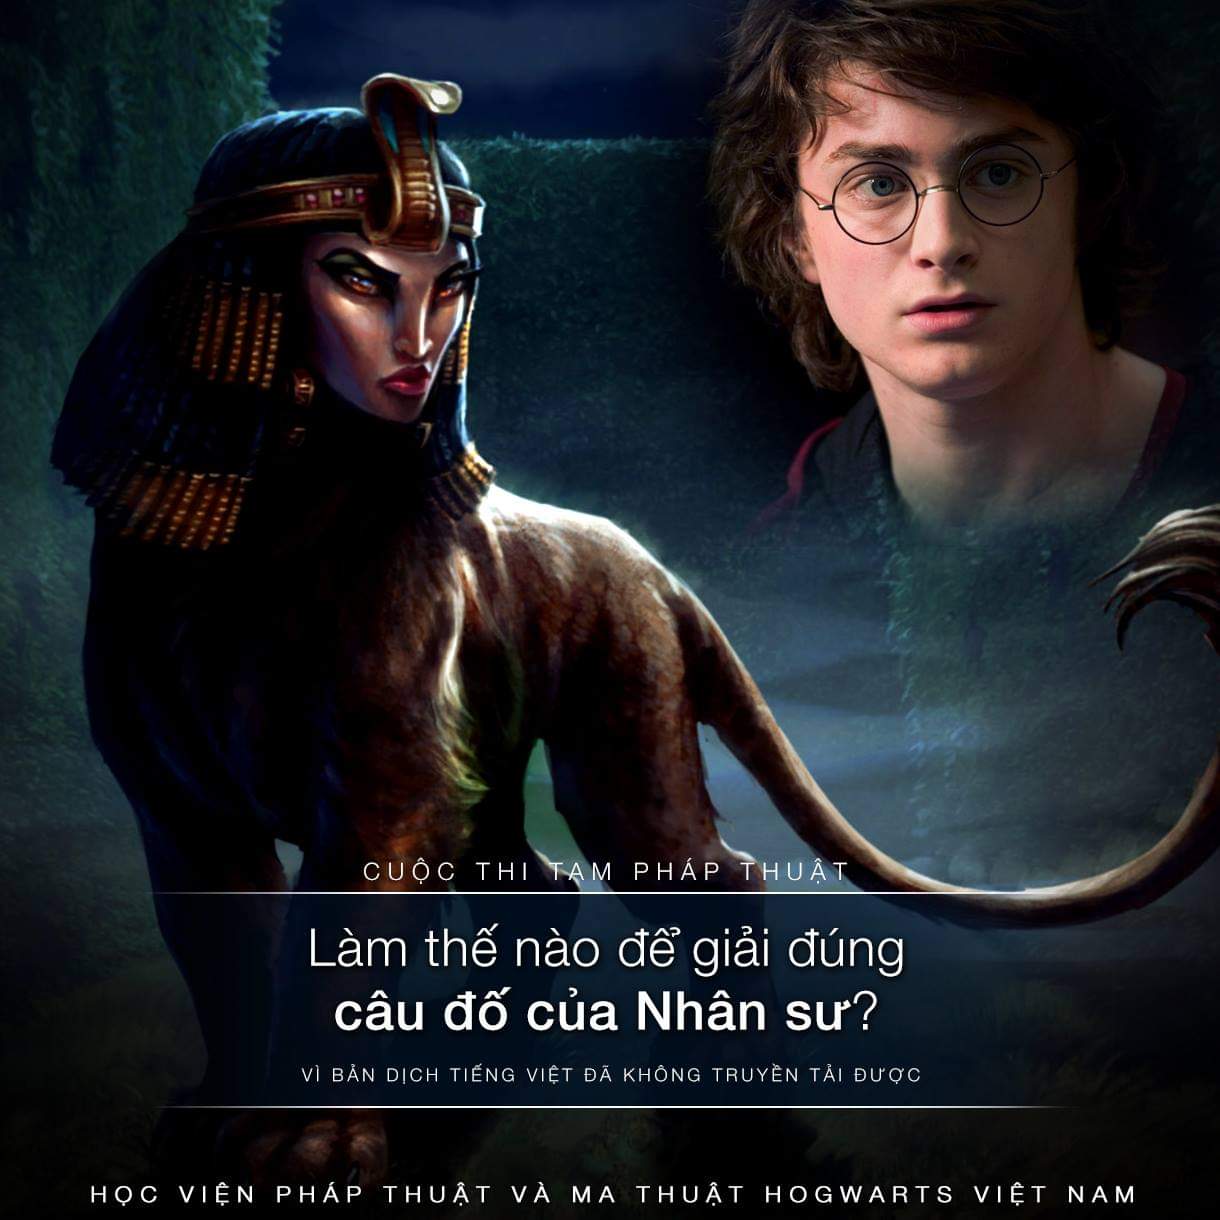 CUỘC THI TAM PHÁP THUẬT
Làm thế nào để giải đúng
câu đố của Nhân sư?
VÌ BẢN DỊCH TIẾNG VIỆT ĐÃ KHÔNG TRUYỀN TẢI ĐƯỢC
HỌC VIỆN PHÁP THUẬT VÀ MA THUẬT HOGWARTS VIỆT NAM